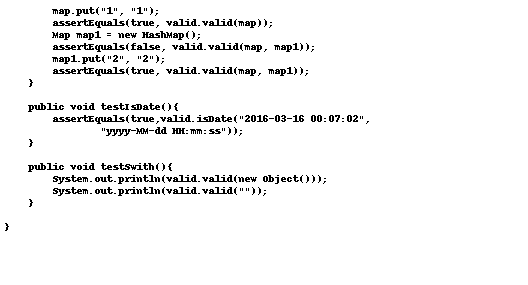 map.put("1", "1");
assertEquals(true, valid.valid(map));
Map map1 = new HashMap();
assertEquals(false, valid.valid(map, map1));
map1.put("2", "2");
assertEquals(true, valid.valid(map, map1));
}
public void testIsDate(){
assertEquals(true,valid.isDate("2016-03-16 00:07:02",
"yyyy-MM-dd HH:mm:ss"));
}
public void testSwith(){
System.out.println(valid.valid(new Object()));
System.out.println(valid.valid(""));
}
}